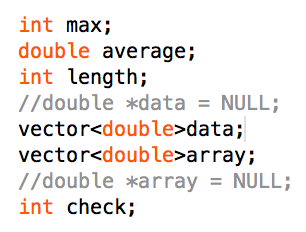 int max;
double average;
int length;
//double *data = NULL;
vector<double>data;
vector<double>array;
//double *array = NULL;
int check;